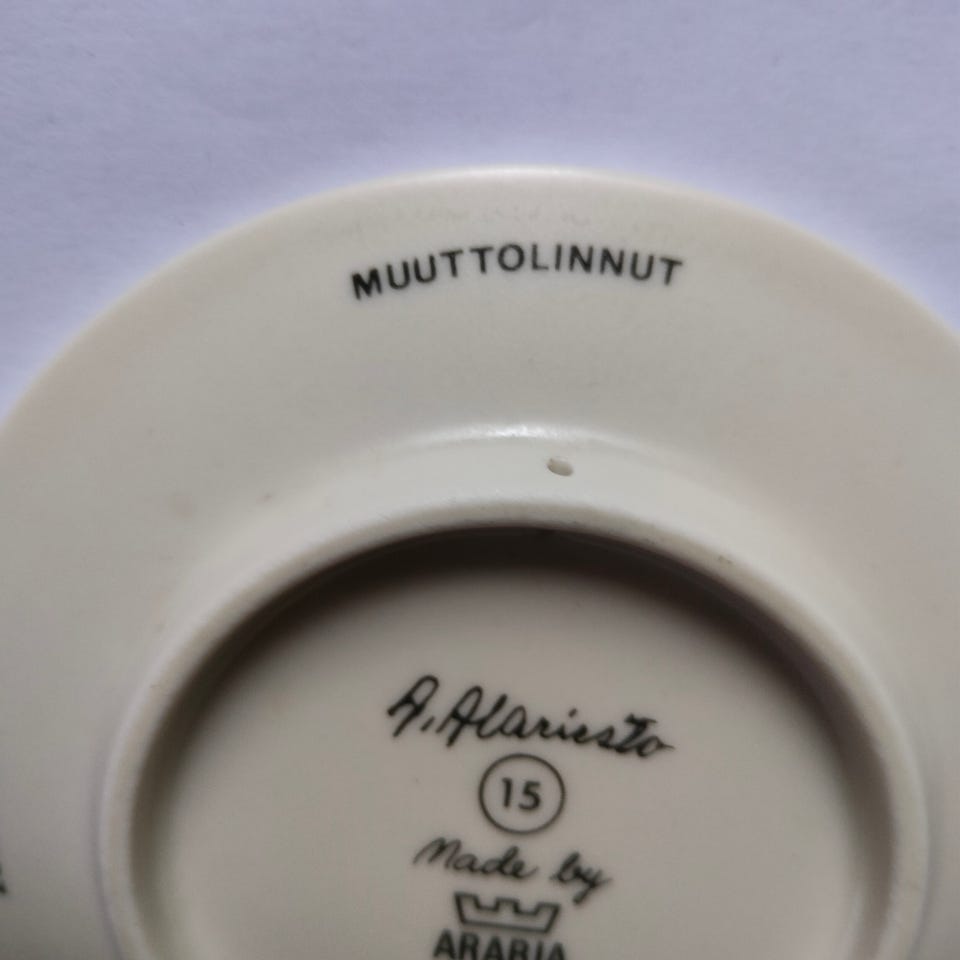 MUUTTOLINNUT
A. Alariesto
15
Made by
ARABIA